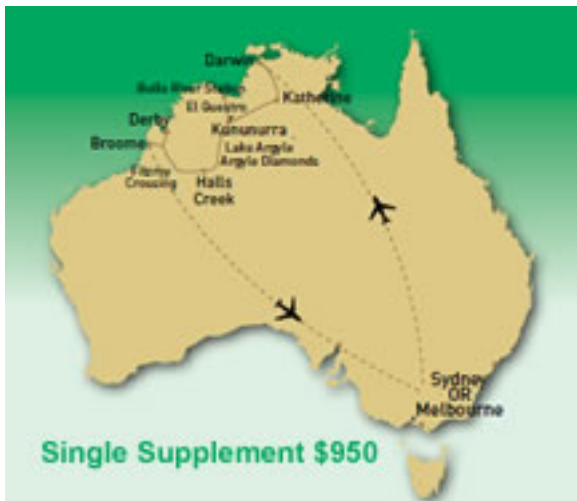 Darwin
Bullo River Station
El Questro
Katherine
Derby
Kununurra
Broome
Lake Argyle
Argyle Diamonds
Fitzroy
Crossing
Halls
Creek
Sydney
OR
Melbourne
Single Supplement $950